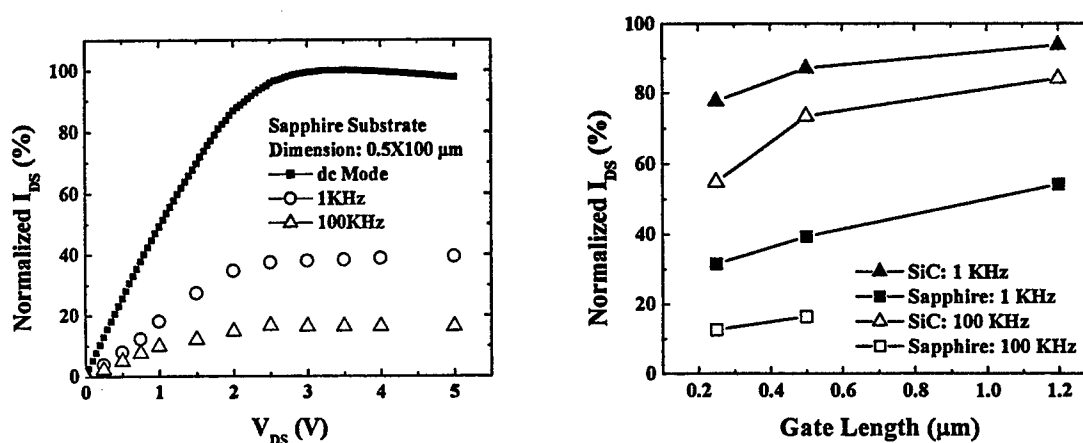 Normalized I_DS (%)
100
80
60
40
20
0
Sapphire Substrate
Dimension: 0.5X100 μm
dc Mode
1KHz
100KHz
0 1 2 3 4 5
V_DS (V)
Normalized I_DS (%)
100
80
60
40
20
0
SiC: 1 KHz
Sapphire: 1 KHz
SiC: 100 KHz
Sapphire: 100 KHz
0.2 0.4 0.6 0.8 1.0 1.2
Gate Length (μm)